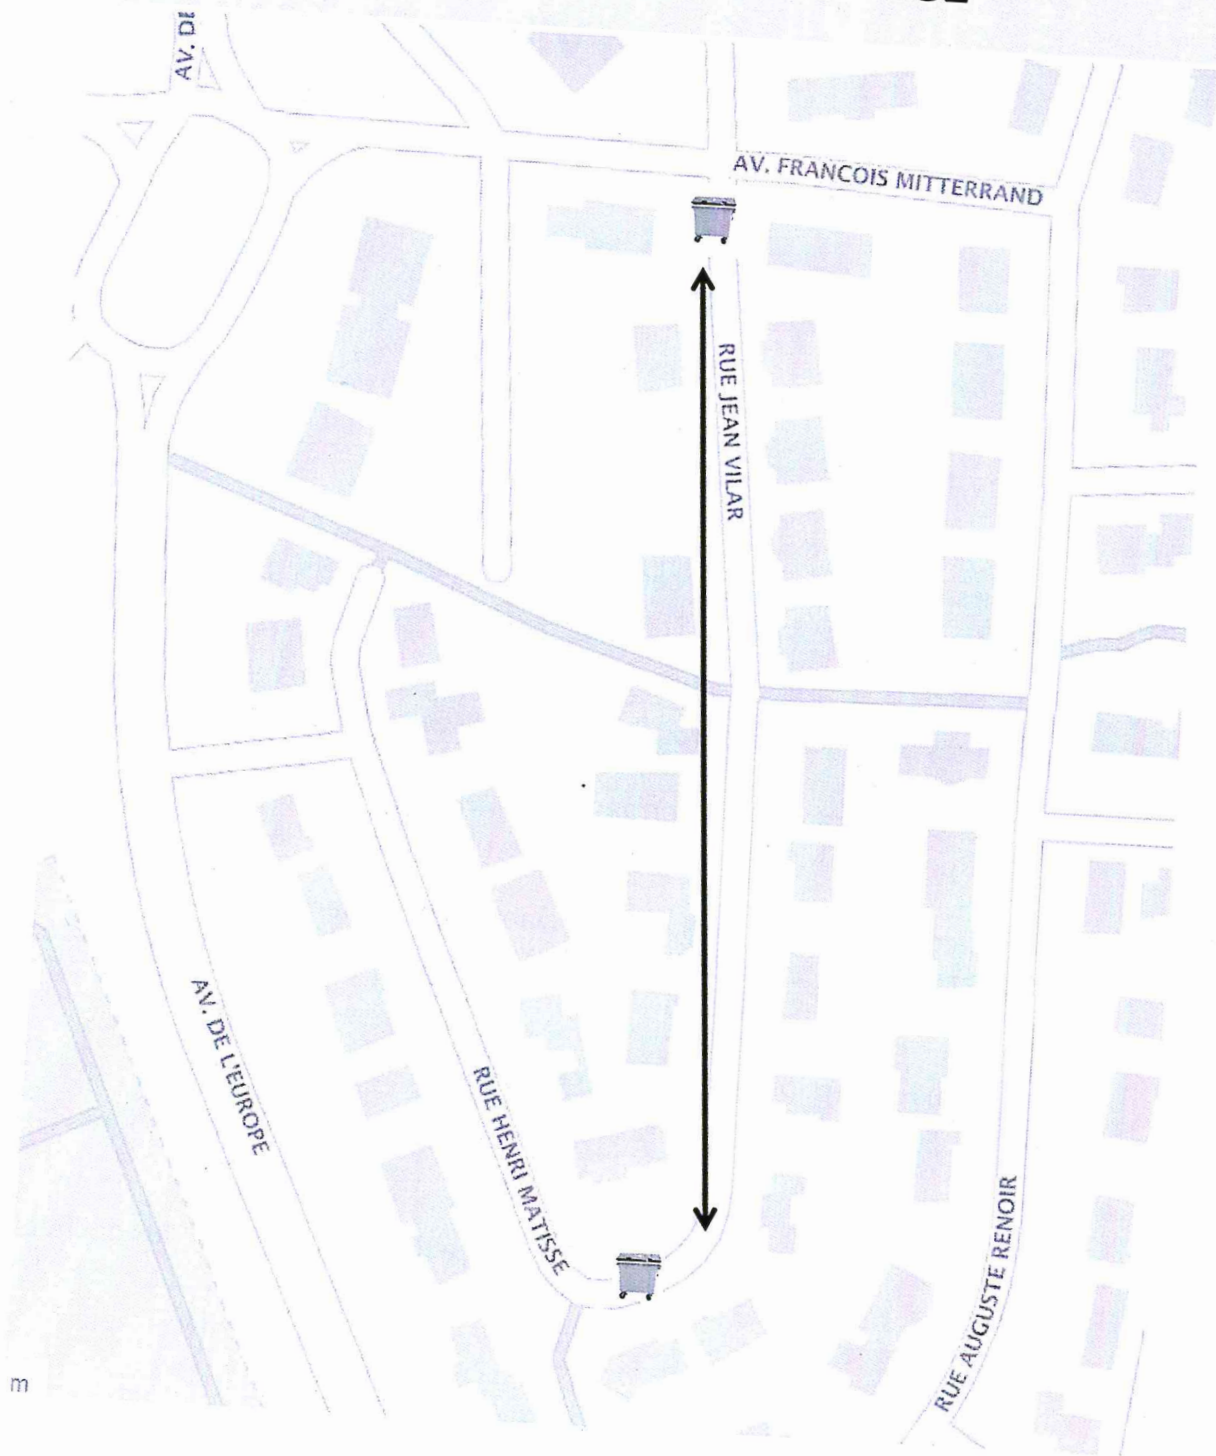 AV. DE
AV. FRANCOIS MITTERRAND
RUE JEAN VILAR
AV. DE L'EUROPE
RUE HENRI MATISSE
RUE AUGUSTE RENOIR
m